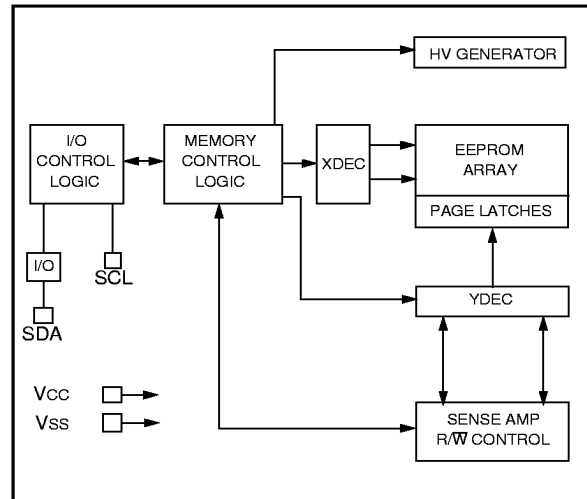 HV GENERATOR
I/O
CONTROL
LOGIC
MEMORY
CONTROL
LOGIC
XDEC
EEPROM
ARRAY
PAGE LATCHES
I/O
SCL
SDA
YDEC
VCC
VSS
SENSE AMP
R/W̅ CONTROL